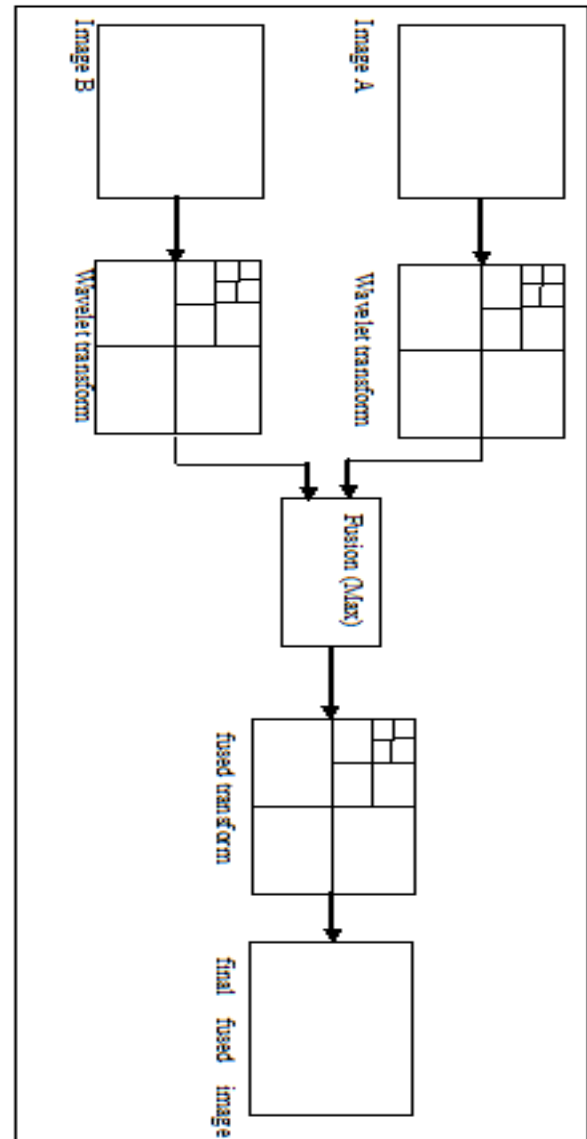 Image A
Wavelet transform
Image B
Wavelet transform
Fusion (Max)
fused transform
final fused image